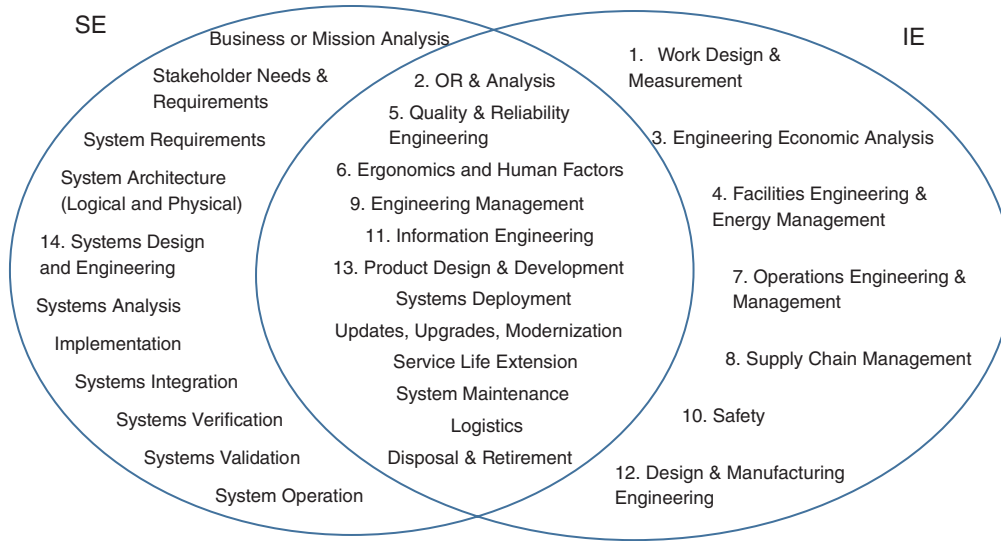 SE
IE
Business or Mission Analysis
Stakeholder Needs &
Requirements
System Requirements
System Architecture
(Logical and Physical)
14. Systems Design
and Engineering
Systems Analysis
Implementation
Systems Integration
Systems Verification
Systems Validation
System Operation
2. OR & Analysis
5. Quality & Reliability
Engineering
6. Ergonomics and Human Factors
9. Engineering Management
11. Information Engineering
13. Product Design & Development
Systems Deployment
Updates, Upgrades, Modernization
Service Life Extension
System Maintenance
Logistics
Disposal & Retirement
1. Work Design &
Measurement
3. Engineering Economic Analysis
4. Facilities Engineering &
Energy Management
7. Operations Engineering &
Management
8. Supply Chain Management
10. Safety
12. Design & Manufacturing
Engineering